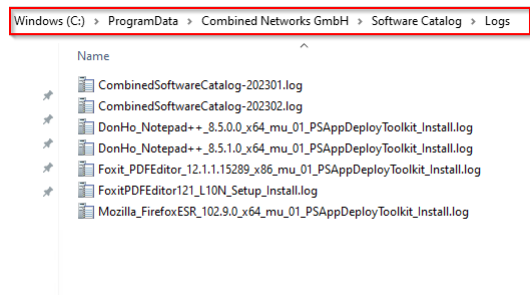 Windows (C:) > ProgramData > Combined Networks GmbH > Software Catalog > Logs
Name
CombinedSoftwareCatalog-202301.log
CombinedSoftwareCatalog-202302.log
DonHo_Notepad++_8.5.0.0_x64_mu_01_PSAppDeployToolkit_Install.log
DonHo_Notepad++_8.5.1.0_x64_mu_01_PSAppDeployToolkit_Install.log
Foxit_PDFEditor_12.1.1.15289_x86_mu_01_PSAppDeployToolkit_Install.log
FoxitPDFEditor121_L10N_Setup_Install.log
Mozilla_FirefoxESR_102.9.0_x64_mu_01_PSAppDeployToolkit_Install.log